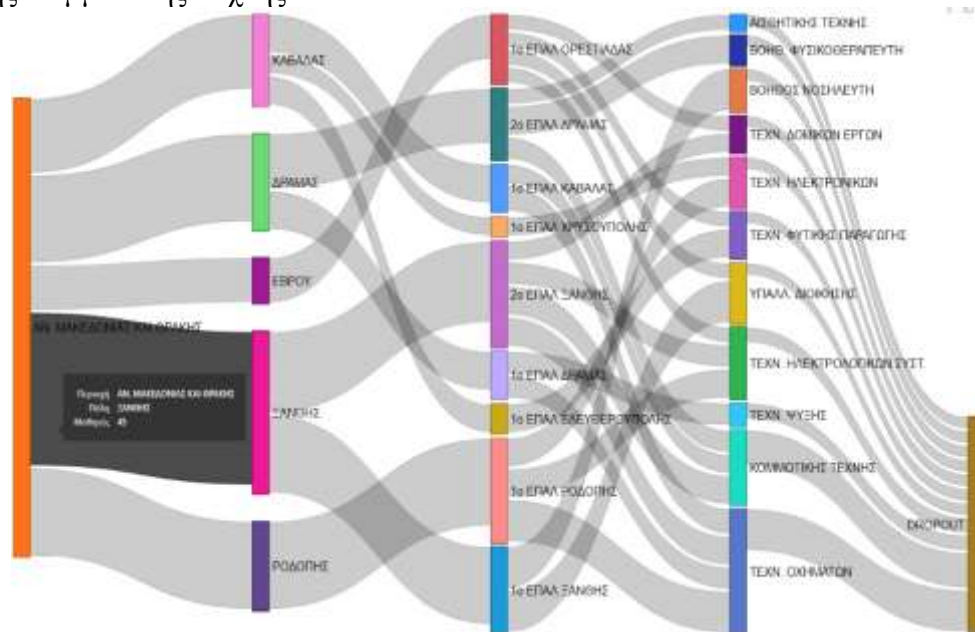 ΚΑΒΑΛΑΣ
ΔΡΑΜΑΣ
ΕΒΡΟΥ
ΑΝ. ΜΑΚΕΔΟΝΙΑΣ ΚΑΙ ΘΡΑΚΗΣ
Περιοχή ΑΝ. ΜΑΚΕΔΟΝΙΑΣ ΚΑΙ ΘΡΑΚΗΣ
Πόλη ΞΑΝΘΗΣ
Μαθητές 45
ΞΑΝΘΗΣ
ΡΟΔΟΠΗΣ
1ο ΕΠΑΛ ΟΡΕΣΤΙΑΔΑΣ
2ο ΕΠΑΛ ΔΡΑΜΑΣ
1ο ΕΠΑΛ ΚΑΒΑΛΑΣ
1ο ΕΠΑΛ ΧΡΥΣΟΥΠΟΛΗΣ
2ο ΕΠΑΛ ΞΑΝΘΗΣ
1ο ΕΠΑΛ ΔΡΑΜΑΣ
1ο ΕΠΑΛ ΕΛΕΥΘΕΡΟΥΠΟΛΗΣ
ΕΠΑΛ ΡΟΔΟΠΗΣ
1ο ΕΠΑΛ ΞΑΝΘΗΣ
ΑΙΣΘΗΤΙΚΗΣ ΤΕΧΝΗΣ
ΒΟΗΘ. ΦΥΣΙΚΟΘΕΡΑΠΕΥΤΗ
ΒΟΗΘΟΣ ΝΟΣΗΛΕΥΤΗ
ΤΕΧΝ. ΔΟΜΙΚΩΝ ΕΡΓΩΝ
ΤΕΧΝ. ΗΛΕΚΤΡΟΝΙΚΩΝ
ΤΕΧΝ. ΦΥΤΙΚΗΣ ΠΑΡΑΓΩΓΗΣ
ΥΠΑΛΛ. ΔΙΟΙΚΗΣΗΣ
ΤΕΧΝ. ΗΛΕΚΤΡΟΛΟΓΙΚΩΝ ΣΥΣΤ.
ΤΕΧΝ. ΨΥΞΗΣ
ΚΟΜΜΩΤΙΚΗΣ ΤΕΧΝΗΣ
ΤΕΧΝ. ΟΧΗΜΑΤΩΝ
DROPOUT